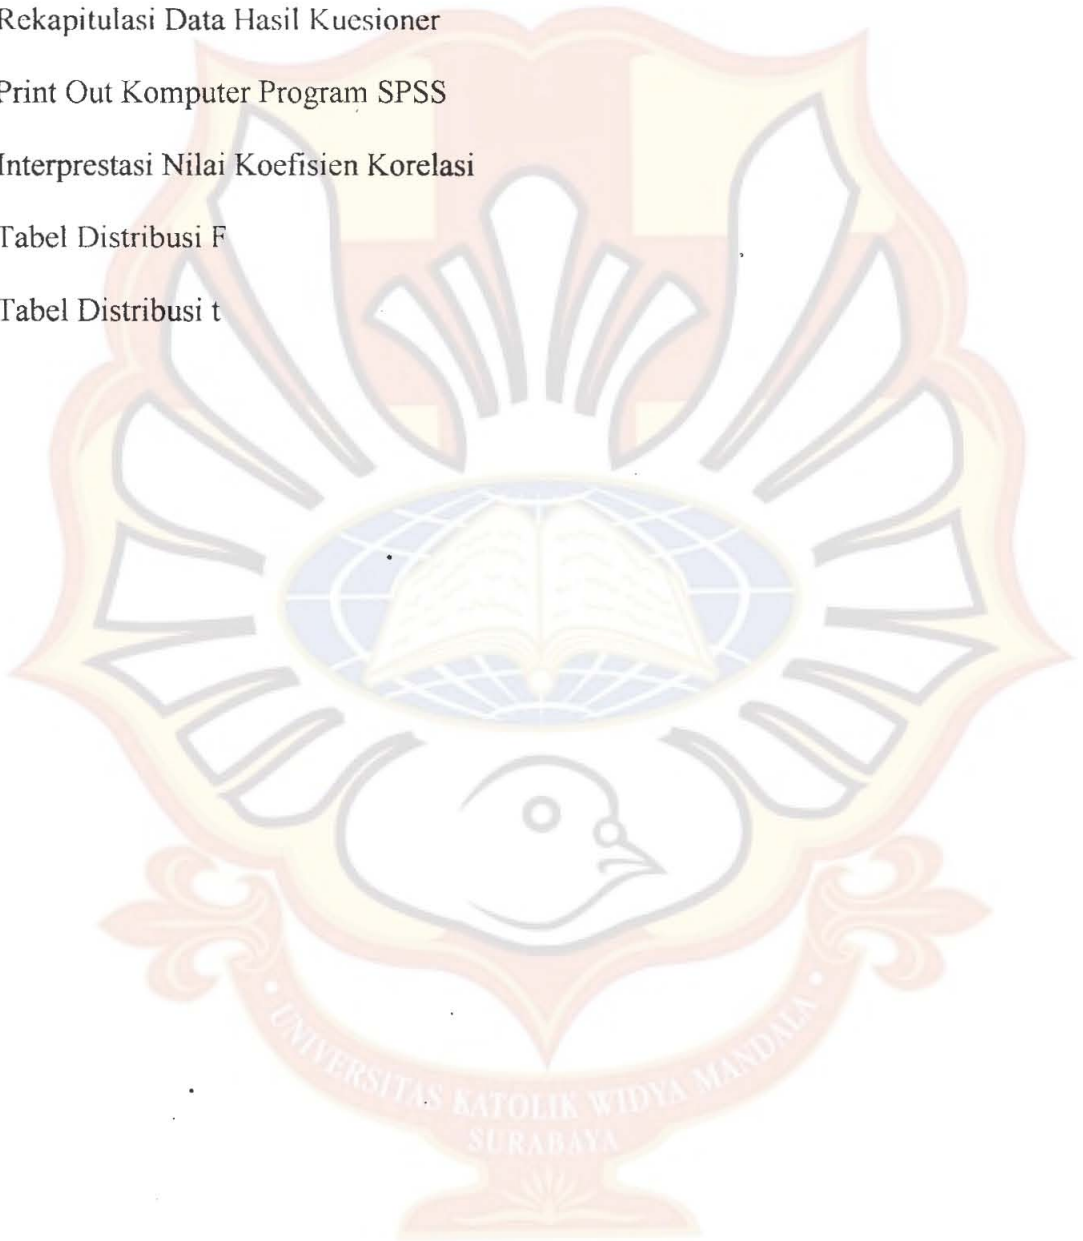 Rekapitulasi Data Hasil Kuesioner
Print Out Komputer Program SPSS
Interprestasi Nilai Koefisien Korelasi
Tabel Distribusi F
Tabel Distribusi t
UNIVERSITAS KATOLIK WIDYA MANDALA
SURABAYA